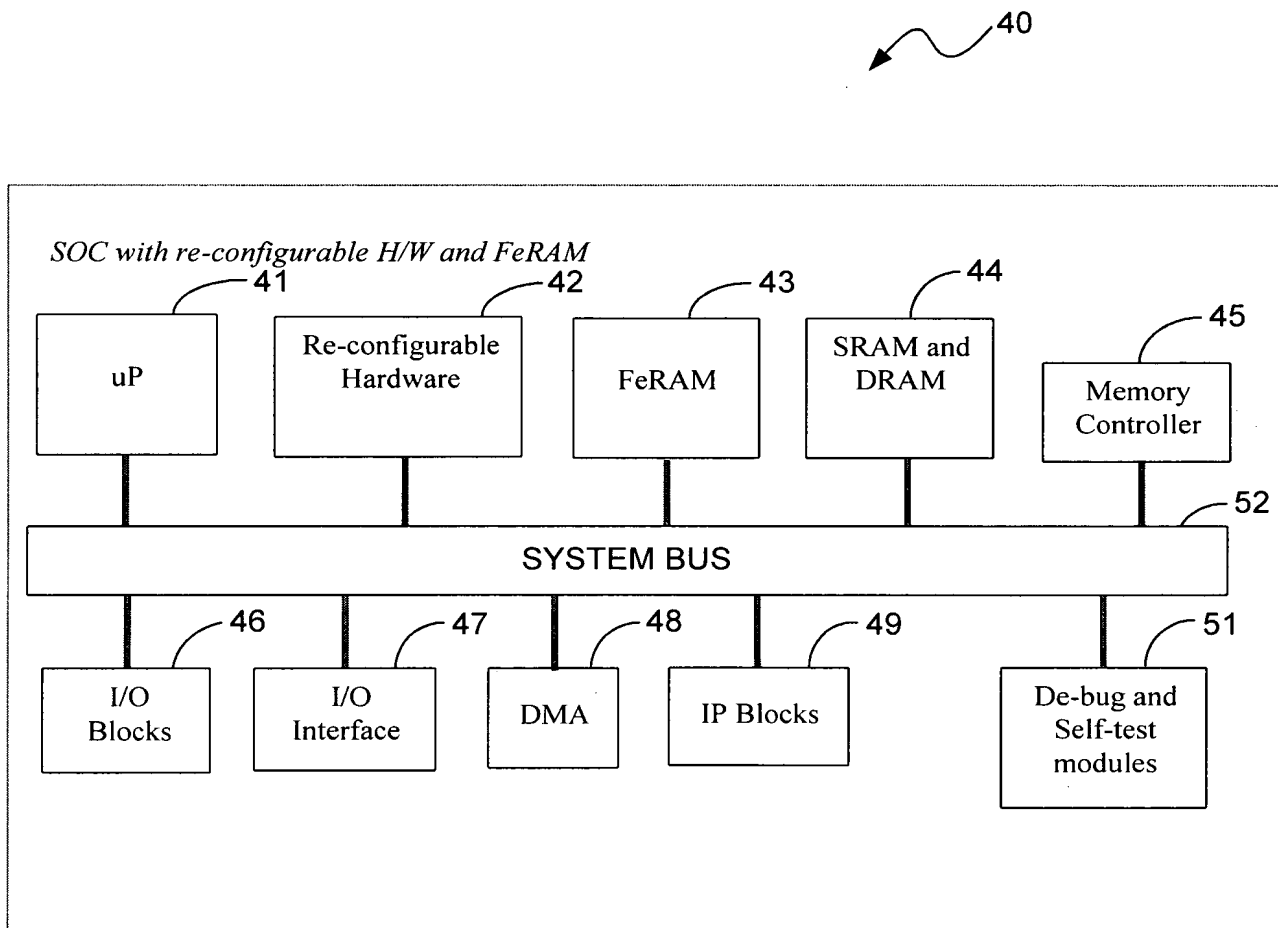 40
SOC with re-configurable H/W and FeRAM
41
42
43
44
45
uP
Re-configurable
Hardware
FeRAM
SRAM and
DRAM
Memory
Controller
52
SYSTEM BUS
46
47
48
49
51
I/O
Blocks
I/O
Interface
DMA
IP Blocks
De-bug and
Self-test
modules